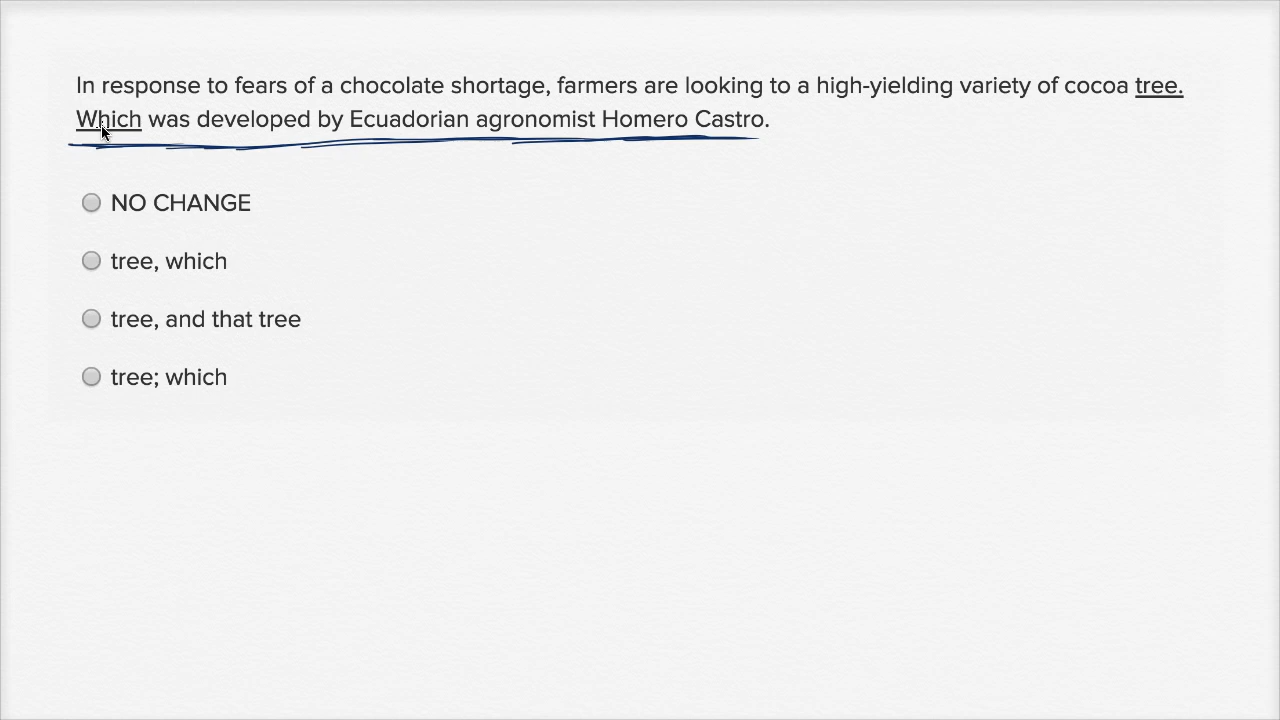 In response to fears of a chocolate shortage, farmers are looking to a high-yielding variety of cocoa tree.
Which was developed by Ecuadorian agronomist Homero Castro.
NO CHANGE
tree, which
tree, and that tree
tree; which